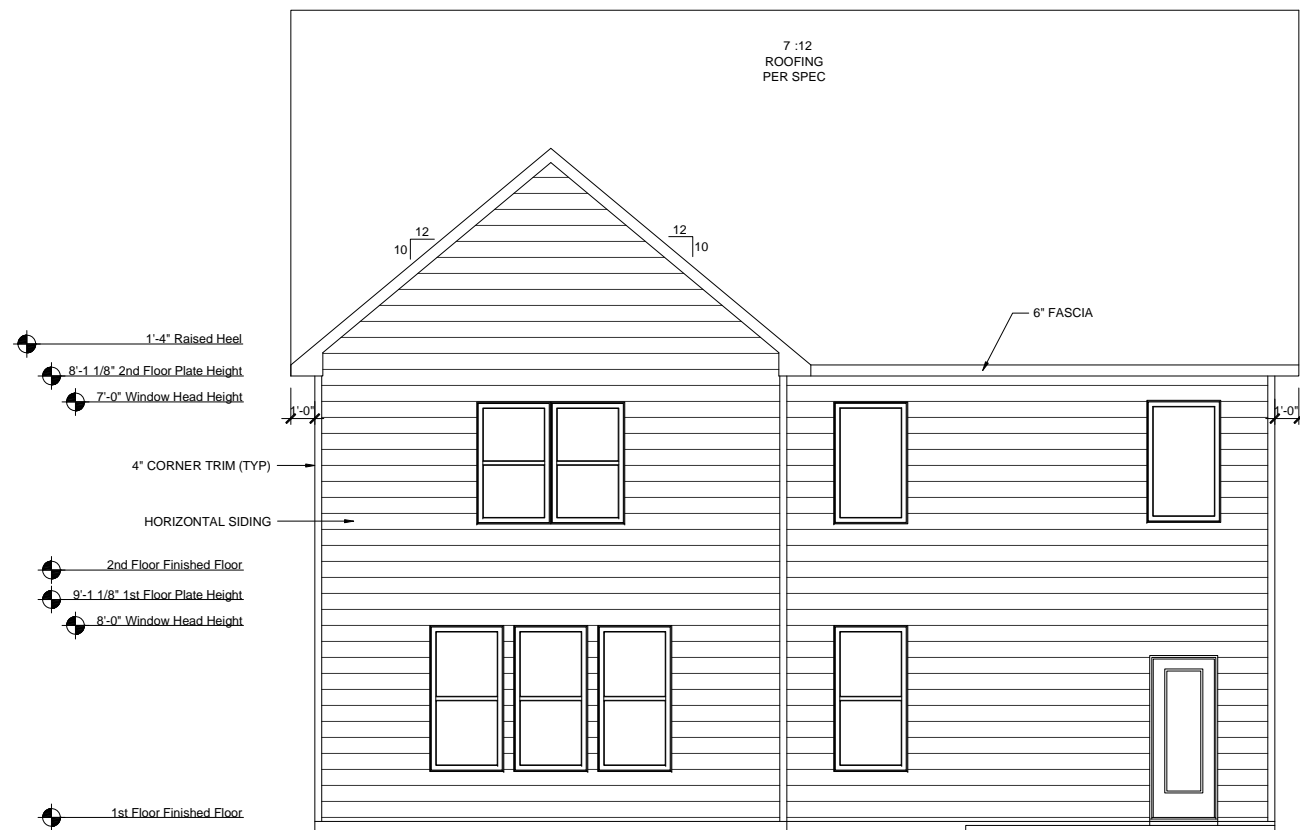 7 :12
ROOFING
PER SPEC
12
10
12
10
6" FASCIA
1'-4" Raised Heel
8'-1 1/8" 2nd Floor Plate Height
7'-0" Window Head Height
1'-0"
1'-0"
4" CORNER TRIM (TYP)
HORIZONTAL SIDING
2nd Floor Finished Floor
9'-1 1/8" 1st Floor Plate Height
8'-0" Window Head Height
1st Floor Finished Floor